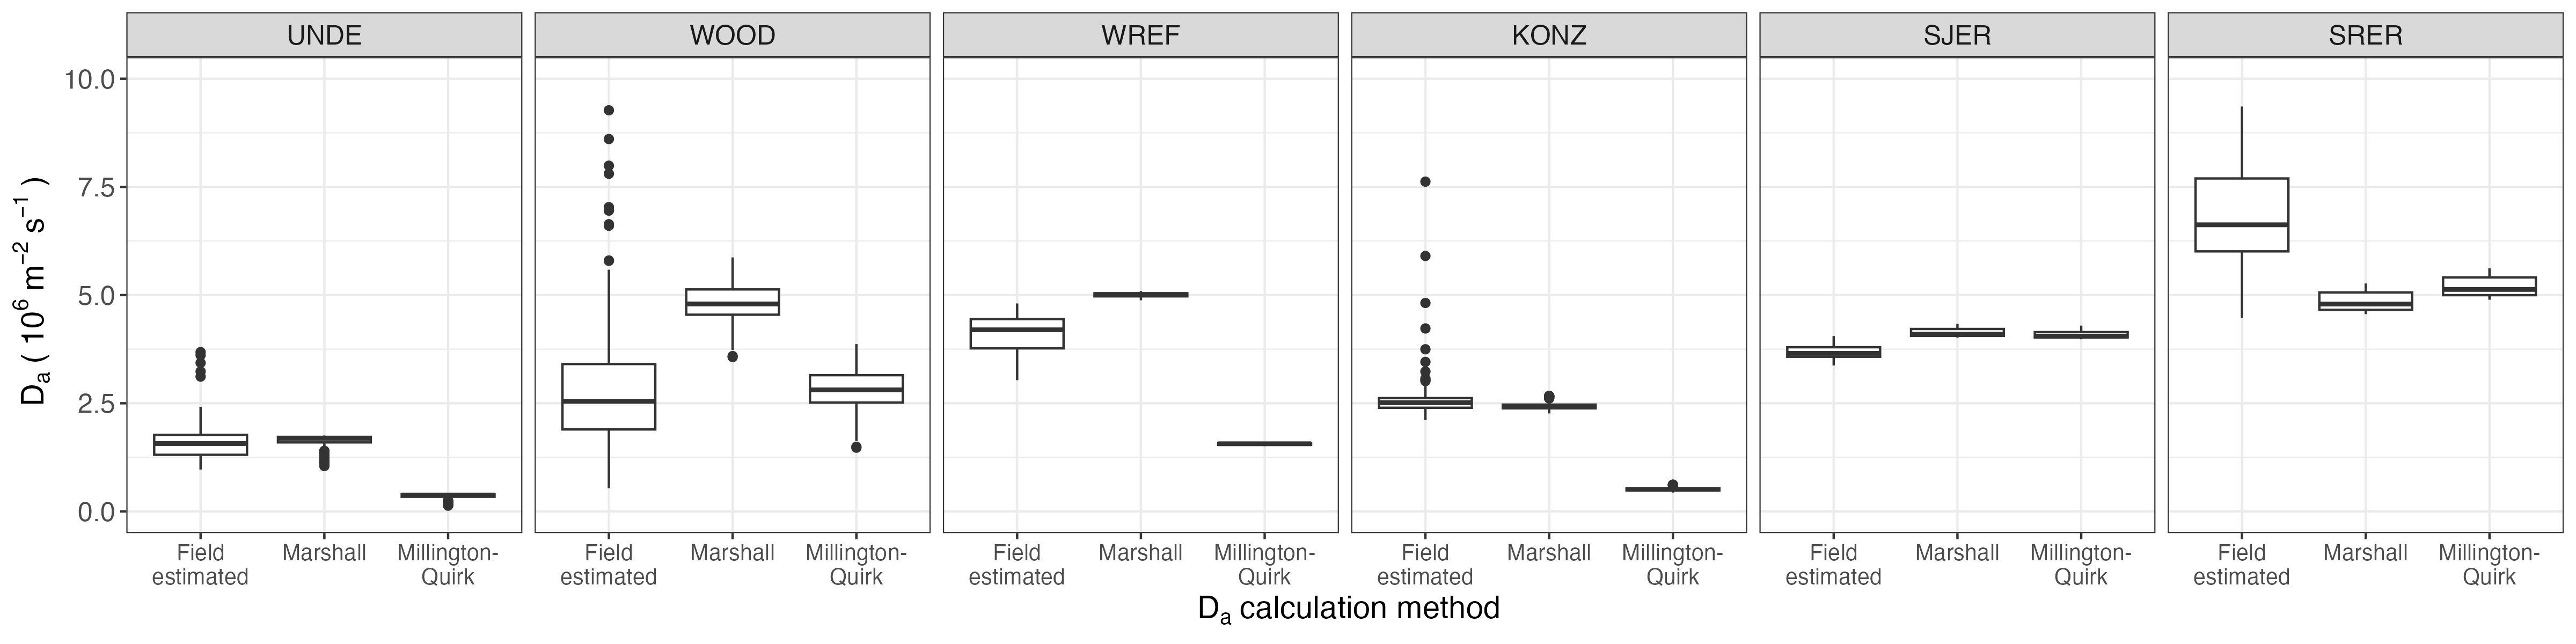 UNDE WOOD WREF KONZ SJER SRER
10.0
7.5
5.0
2.5
0.0
Dₐ ( 10⁶ m⁻² s⁻¹ )
Field estimated Marshall Millington-Quirk
Field estimated Marshall Millington-Quirk
Field estimated Marshall Millington-Quirk
Field estimated Marshall Millington-Quirk
Field estimated Marshall Millington-Quirk
Field estimated Marshall Millington-Quirk
Dₐ calculation method